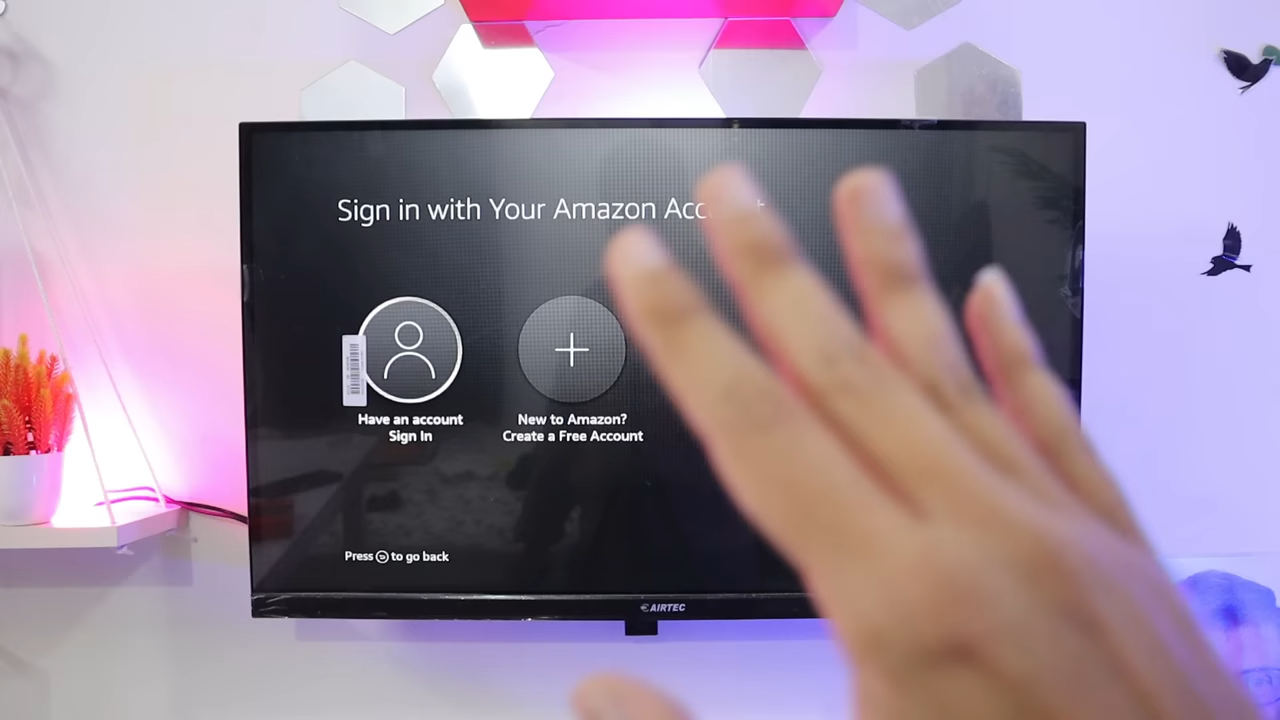 Sign in with Your Amazon
Have an account
Sign In
New to Amazon?
Create a Free Account
Press to go back
AIRTEC